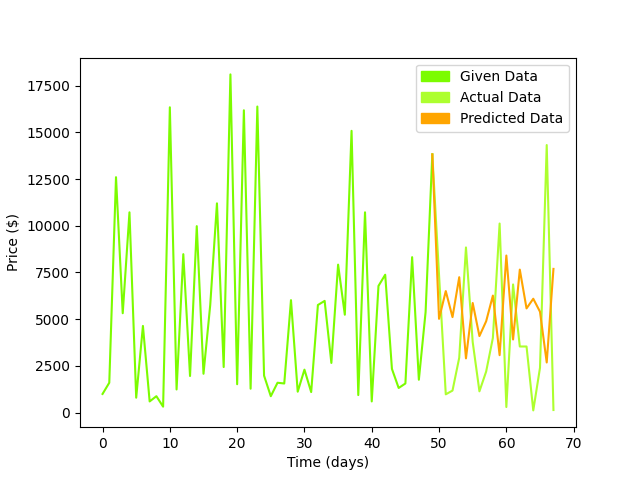 Given Data
Actual Data
Predicted Data
17500
15000
12500
10000
7500
5000
2500
0
Price ($)
0 10 20 30 40 50 60 70
Time (days)